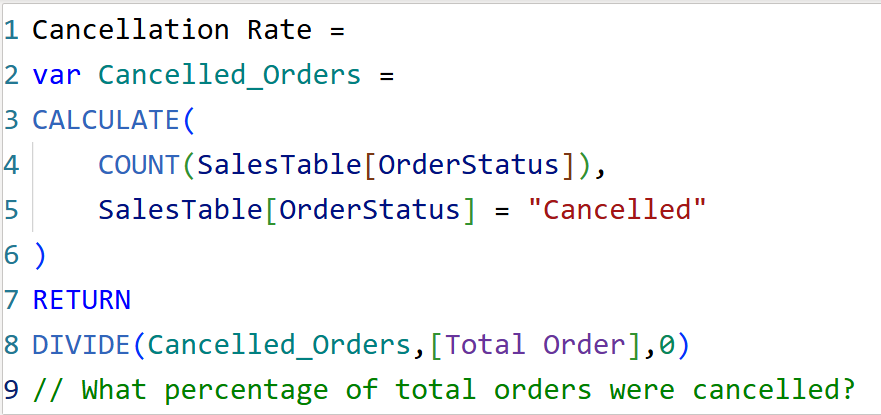 1 Cancellation Rate =
2 var Cancelled_Orders =
3 CALCULATE(
4     COUNT(SalesTable[OrderStatus]),
5     SalesTable[OrderStatus] = "Cancelled"
6 )
7 RETURN
8 DIVIDE(Cancelled_Orders,[Total Order],0)
9 // What percentage of total orders were cancelled?